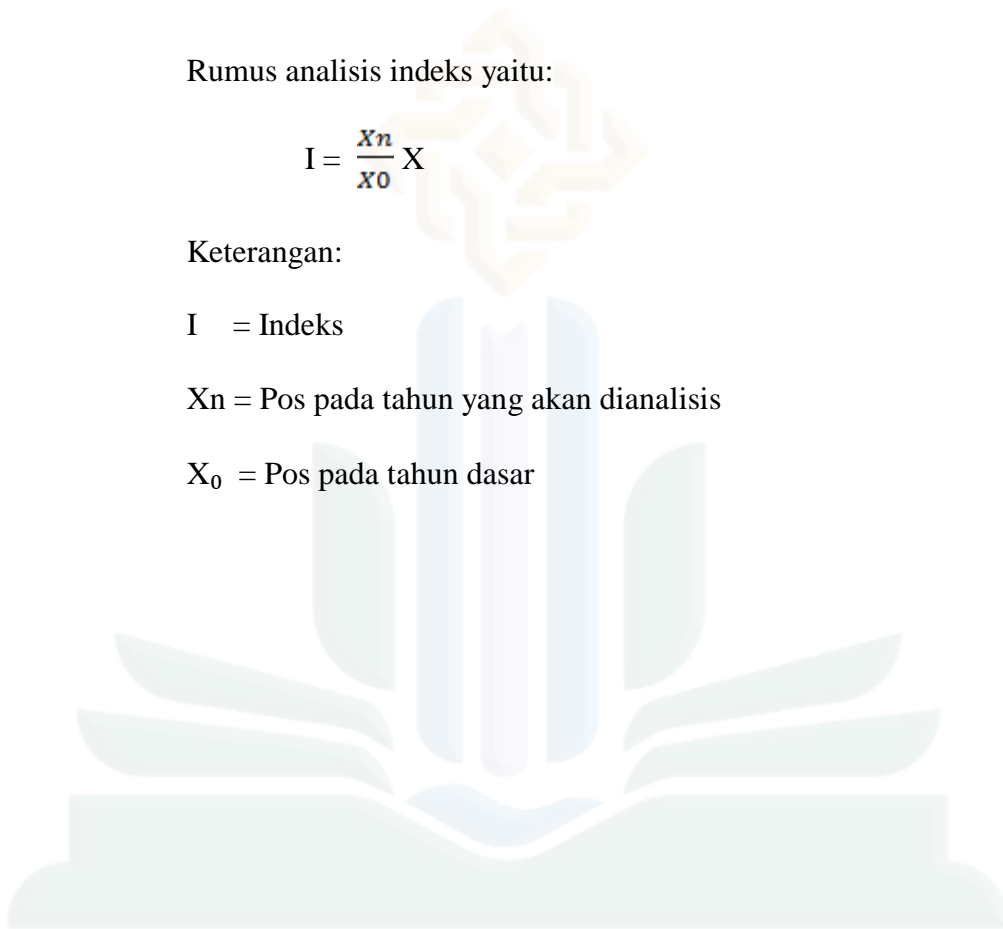 Rumus analisis indeks yaitu:
I = Xn/X0 X
Keterangan:
I = Indeks
Xn = Pos pada tahun yang akan dianalisis
X₀ = Pos pada tahun dasar